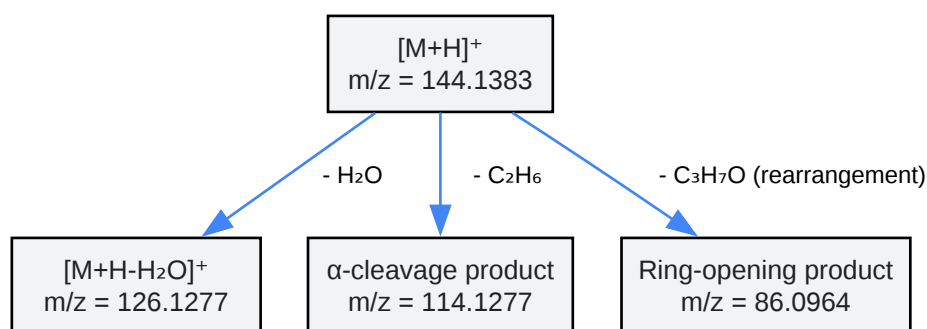 [M+H]⁺
m/z = 144.1383
- H₂O
- C₂H₆
- C₃H₇O (rearrangement)
[M+H-H₂O]⁺
m/z = 126.1277
α-cleavage product
m/z = 114.1277
Ring-opening product
m/z = 86.0964